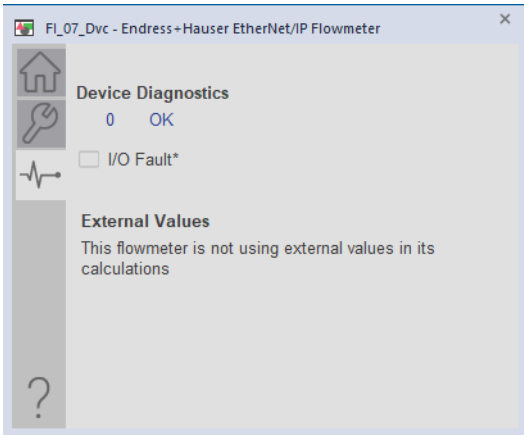 FI_07_Dvc - Endress+Hauser EtherNet/IP Flowmeter
Device Diagnostics
0 OK
I/O Fault*
External Values
This flowmeter is not using external values in its
calculations
?